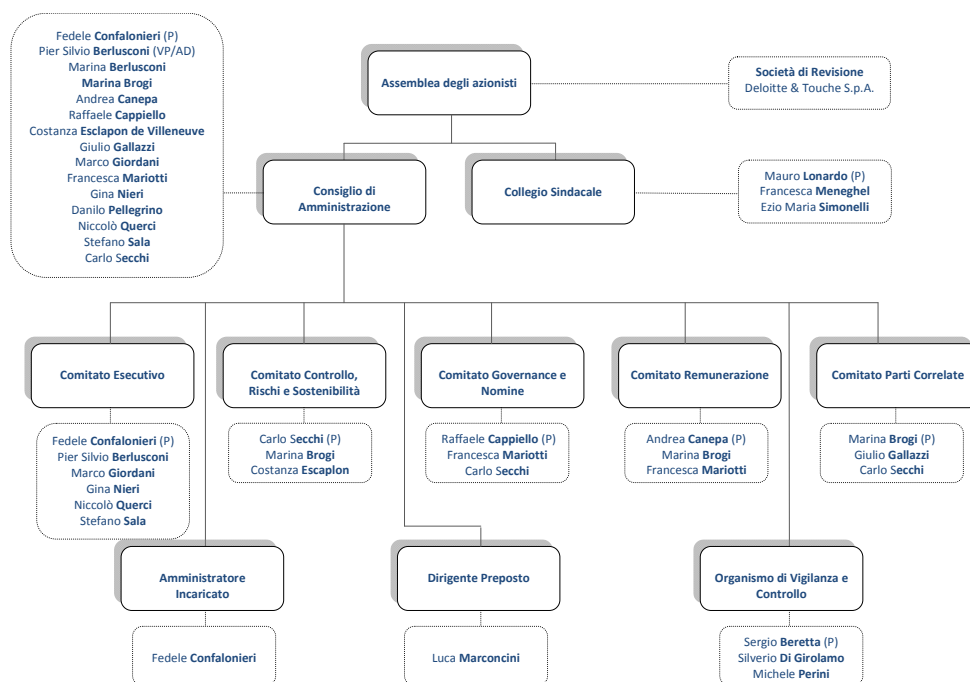 Fedele Confalonieri (P)
Pier Silvio Berlusconi (VP/AD)
Marina Berlusconi
Marina Brogi
Andrea Canepa
Raffaele Cappiello
Costanza Esclapon de Villeneuve
Giulio Gallazzi
Marco Giordani
Francesca Mariotti
Gina Nieri
Danilo Pellegrino
Niccolò Querci
Stefano Sala
Carlo Secchi
Assemblea degli azionisti
Società di Revisione
Deloitte & Touche S.p.A.
Consiglio di
Amministrazione
Collegio Sindacale
Mauro Lonardo (P)
Francesca Meneghel
Ezio Maria Simonelli
Comitato Esecutivo
Comitato Controllo,
Rischi e Sostenibilità
Comitato Governance e
Nomine
Comitato Remunerazione
Comitato Parti Correlate
Fedele Confalonieri (P)
Pier Silvio Berlusconi
Marco Giordani
Gina Nieri
Niccolò Querci
Stefano Sala
Carlo Secchi (P)
Marina Brogi
Costanza Escaplon
Raffaele Cappiello (P)
Francesca Mariotti
Carlo Secchi
Andrea Canepa (P)
Marina Brogi
Francesca Mariotti
Marina Brogi (P)
Giulio Gallazzi
Carlo Secchi
Amministratore
Incaricato
Dirigente Preposto
Organismo di Vigilanza e
Controllo
Fedele Confalonieri
Luca Marconcini
Sergio Beretta (P)
Silverio Di Girolamo
Michele Perini